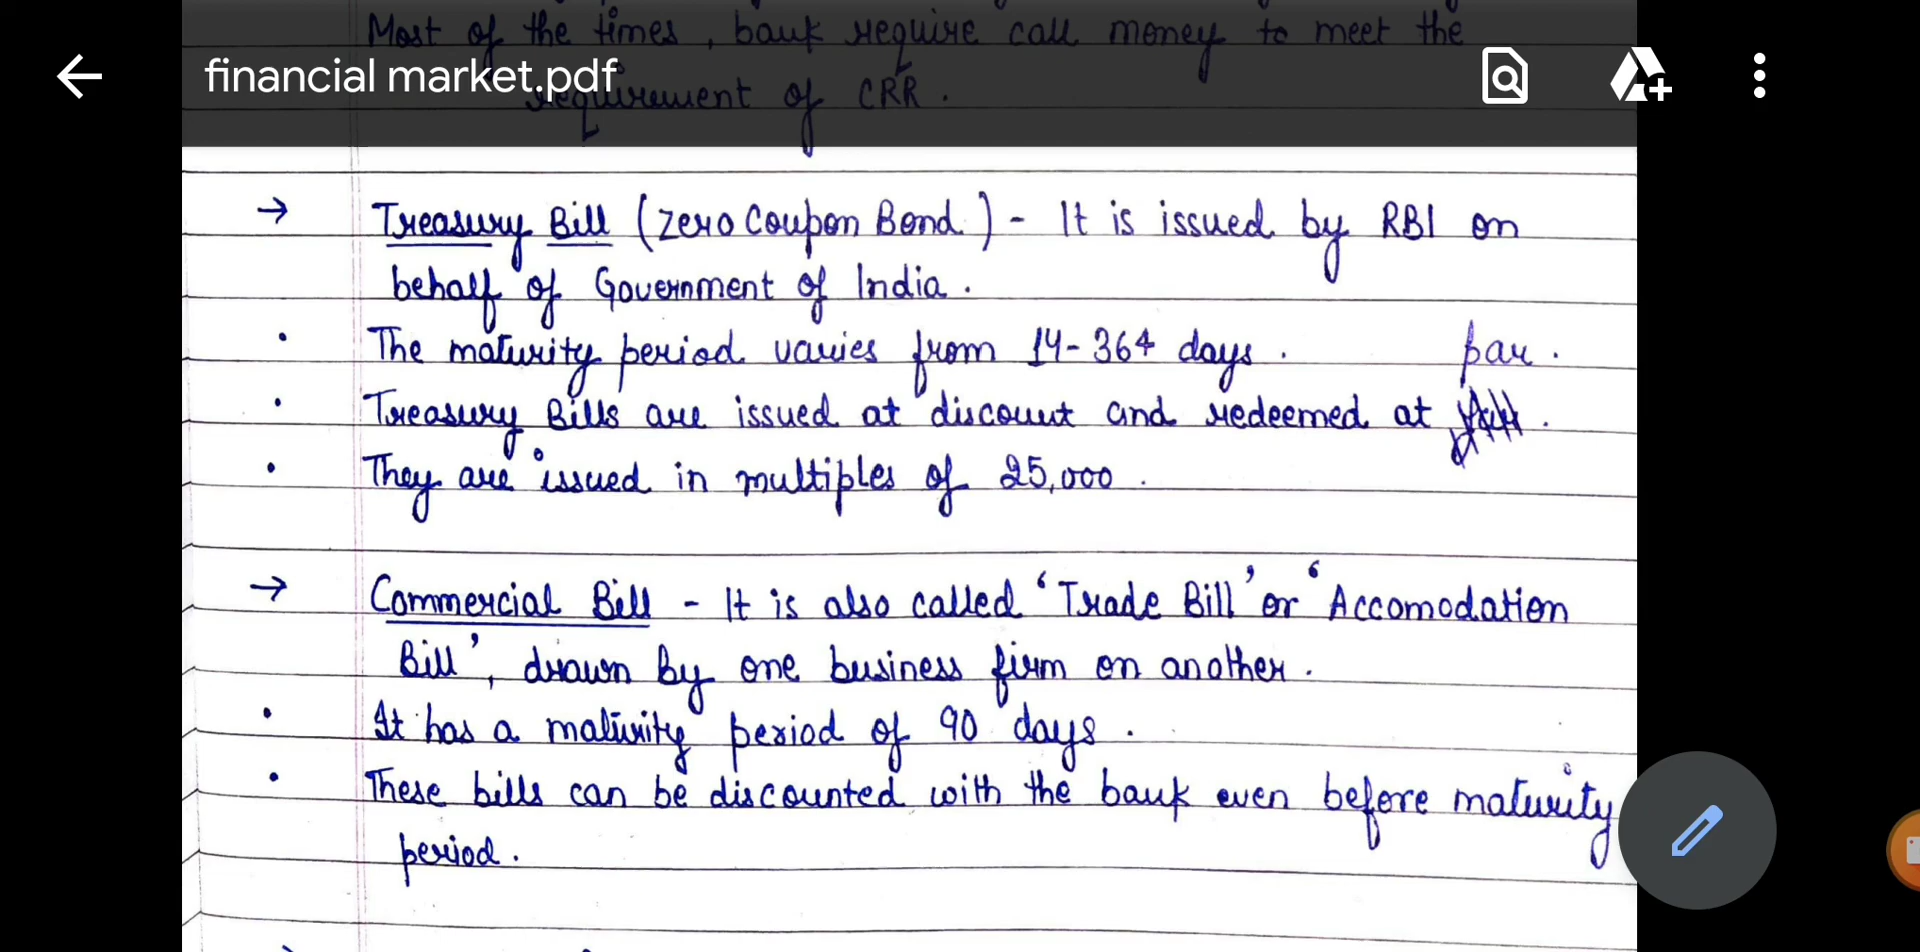 Most of the times, bank require call money to meet the
financial market.pdf
requirement of CRR.
→ Treasury Bill (Zero Coupon Bond) - It is issued by RBI on
behalf of Government of India.
• The maturity period varies from 14-364 days.
par.
• Treasury Bills are issued at discount and redeemed at
• They are issued in multiples of 25,000.
→ Commercial Bill - It is also called 'Trade Bill' or 'Accomodation
Bill', drawn by one business firm on another.
• It has a maturity period of 90 days.
• These bills can be discounted with the bank even before maturity
period.